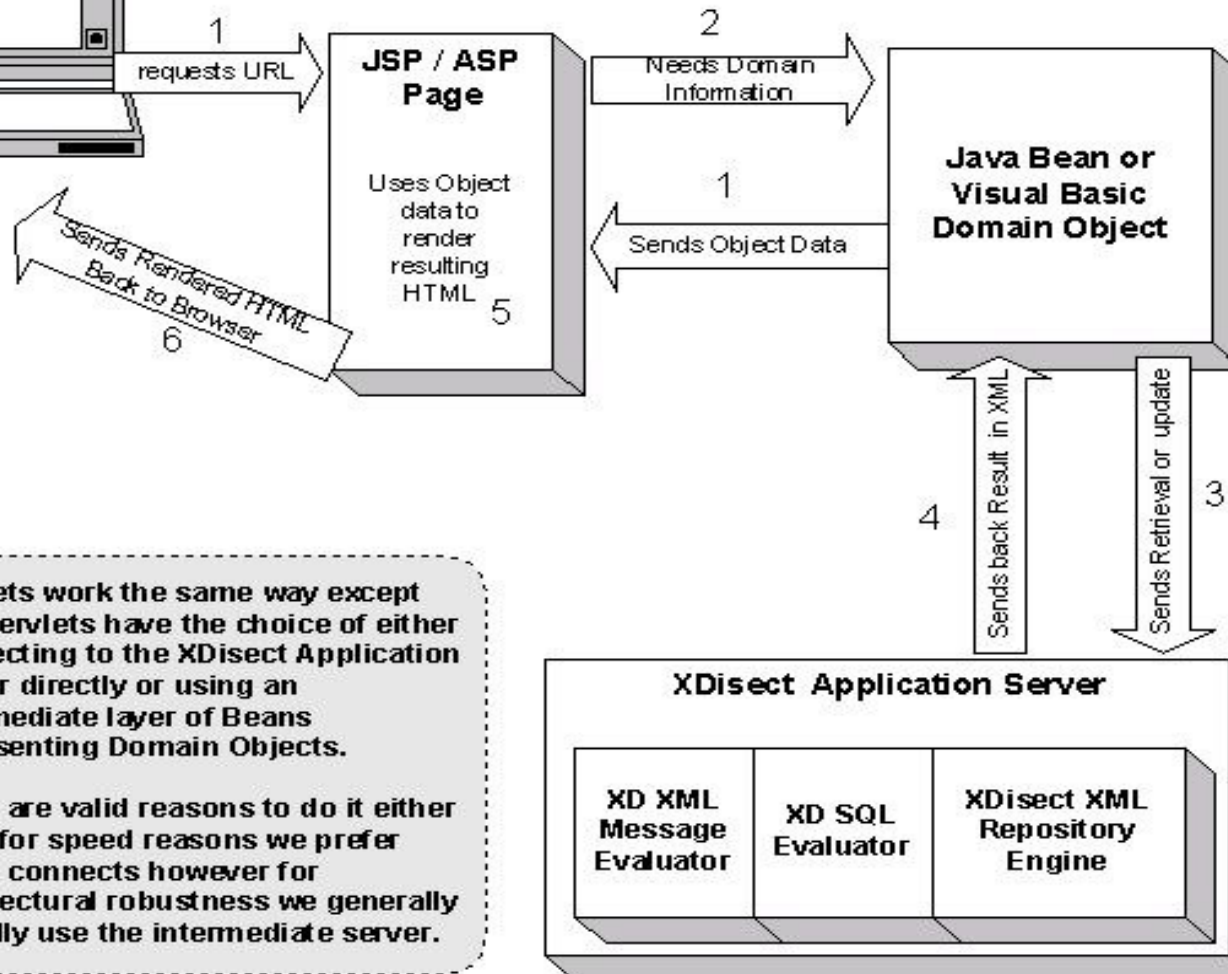 1
requests URL
JSP / ASP
Page
Uses Object
data to
render
resulting
HTML
5
2
Needs Domain
Information
1
Sends Object Data
Java Bean or
Visual Basic
Domain Object
Sends Rendered HTML
Back to Browser
6
4
Sends back Result in XML
Sends Retrieval or update
3
ets work the same way except
ervlets have the choice of either
ecting to the XDisect Application
r directly or using an
mediate layer of Beans
senting Domain Objects.
are valid reasons to do it either
for speed reasons we prefer
connects however for
ectural robustness we generally
lly use the intermediate server.
XDisect Application Server
XD XML
Message
Evaluator
XD SQL
Evaluator
XDisect XML
Repository
Engine